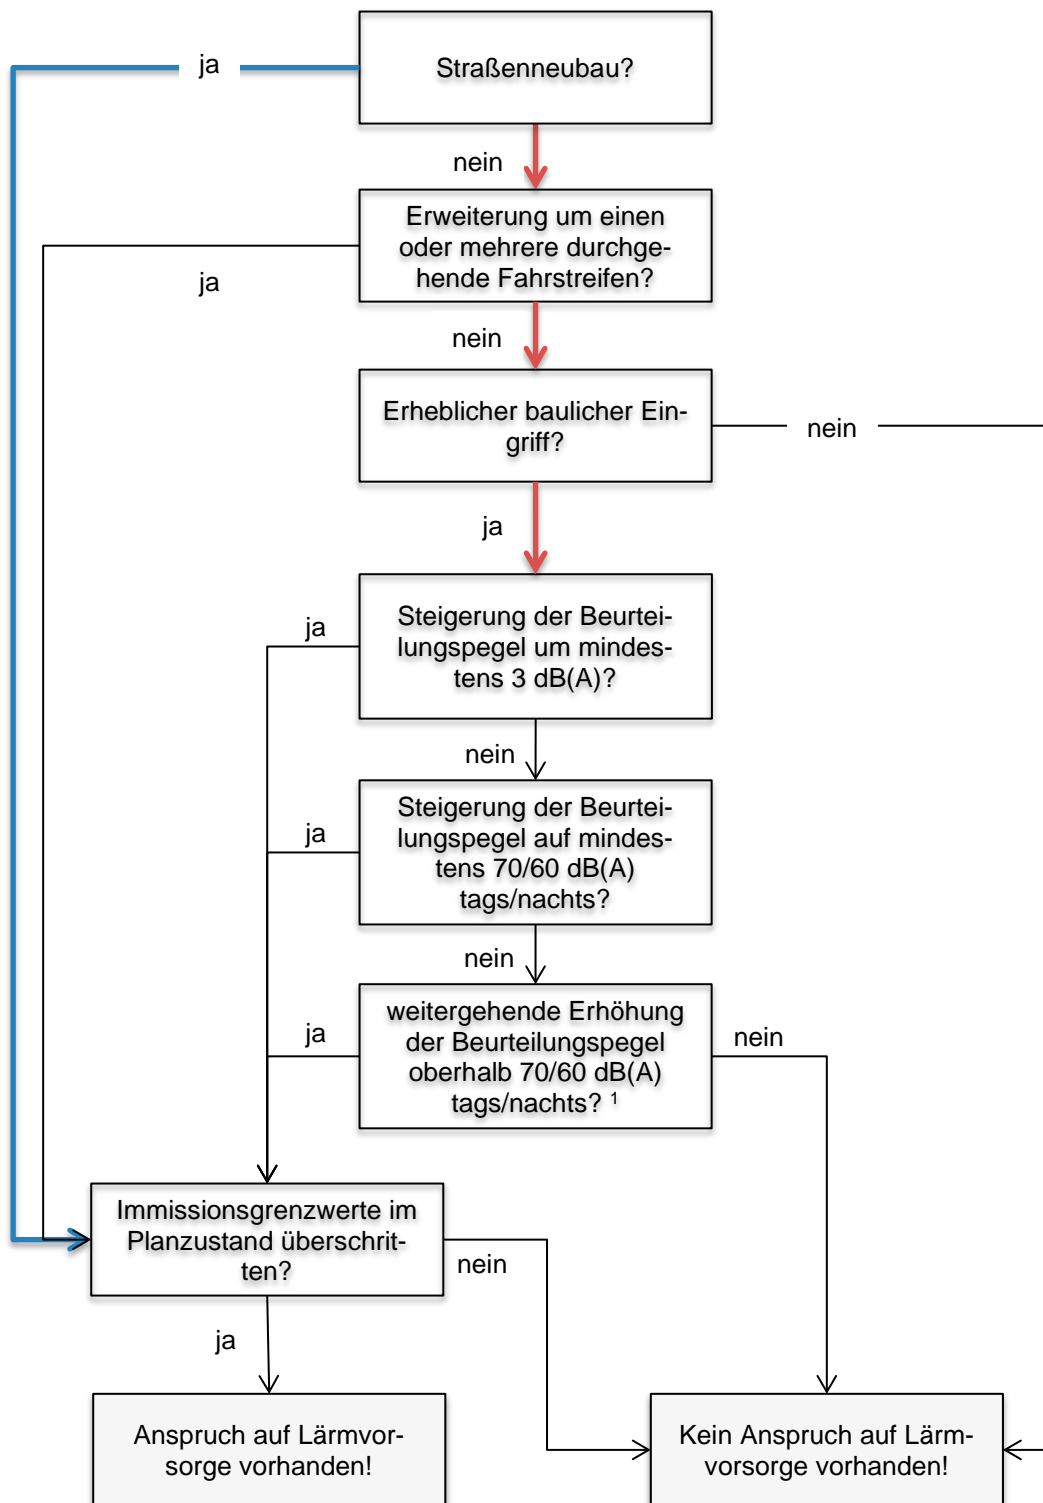 ja
Straßenneubau?
nein
Erweiterung um einen
oder mehrere durchge-
hende Fahrstreifen?
ja
nein
Erheblicher baulicher Ein-
griff?
nein
ja
Steigerung der Beurtei-
lungspegel um mindes-
tens 3 dB(A)?
ja
nein
Steigerung der Beurtei-
lungspegel auf mindes-
tens 70/60 dB(A)
tags/nachts?
ja
nein
weitergehende Erhöhung
der Beurteilungspegel
oberhalb 70/60 dB(A)
tags/nachts? ¹
ja
nein
Immissionsgrenzwerte im
Planzustand überschrit-
ten?
nein
ja
Anspruch auf Lärmvor-
sorge vorhanden!
Kein Anspruch auf Lärm-
vorsorge vorhanden!